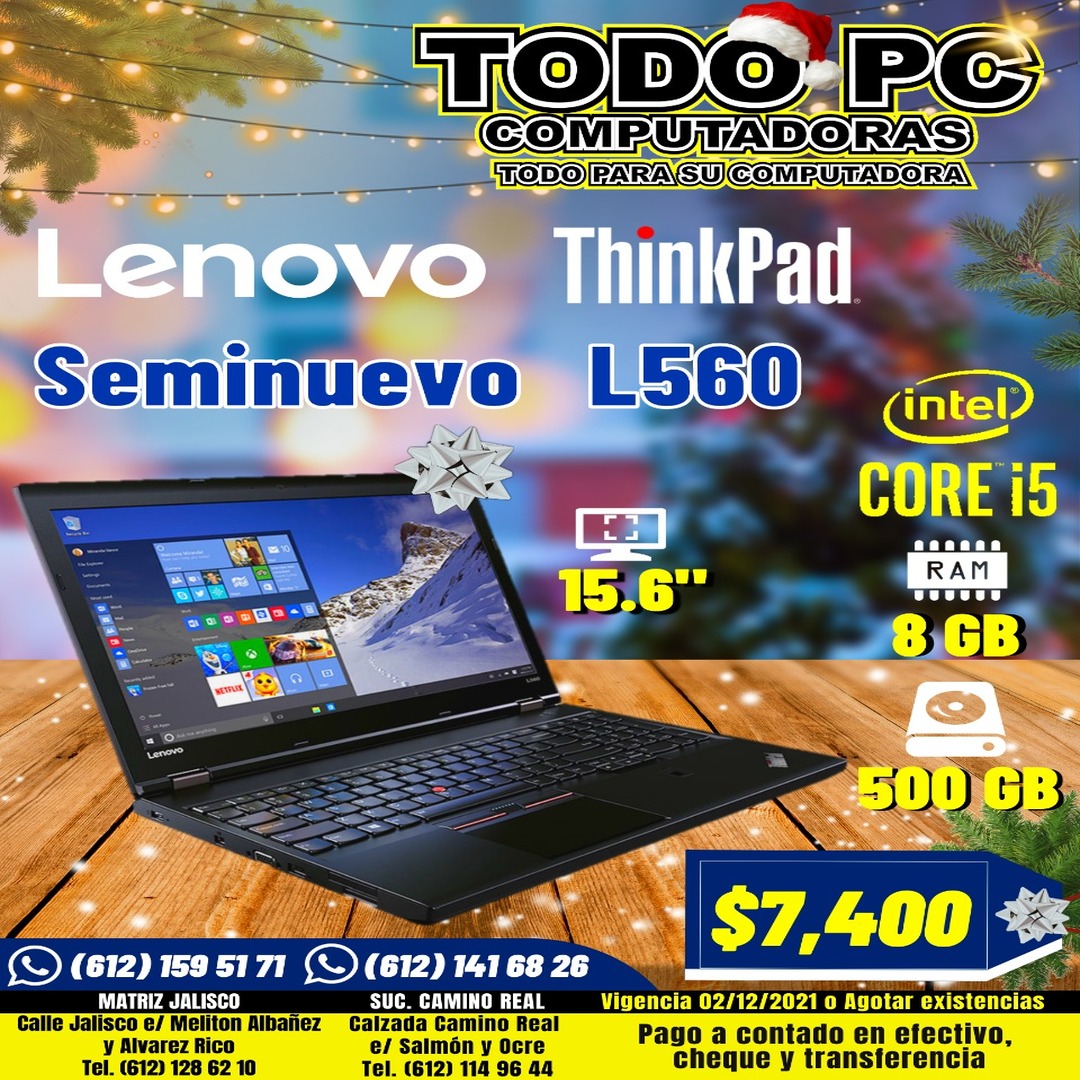 TODO PC
COMPUTADORAS
TODO PARA SU COMPUTADORA
Lenovo ThinkPad
Seminuevo L560
intel®
CORE™ i5
15.6"
RAM
8 GB
500 GB
NETFLIX
Lenovo
$7,400
(612) 159 51 71 (612) 141 68 26
MATRIZ JALISCO
Calle Jalisco e/ Meliton Albañez
y Alvarez Rico
Tel. (612) 128 62 10
SUC. CAMINO REAL
Calzada Camino Real
e/ Salmón y Ocre
Tel. (612) 114 96 44
Vigencia 02/12/2021 o Agotar existencias
Pago a contado en efectivo,
cheque y transferencia